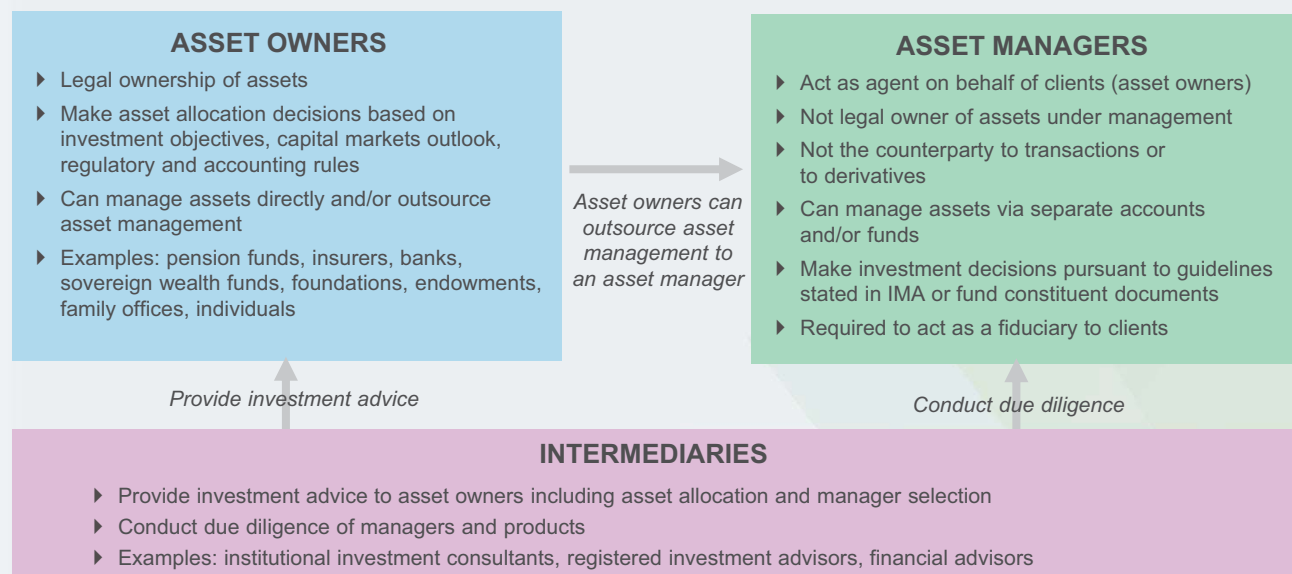 ASSET OWNERS
▶ Legal ownership of assets
▶ Make asset allocation decisions based on
investment objectives, capital markets outlook,
regulatory and accounting rules
▶ Can manage assets directly and/or outsource
asset management
▶ Examples: pension funds, insurers, banks,
sovereign wealth funds, foundations, endowments,
family offices, individuals
Asset owners can
outsource asset
management to
an asset manager
ASSET MANAGERS
▶ Act as agent on behalf of clients (asset owners)
▶ Not legal owner of assets under management
▶ Not the counterparty to transactions or
to derivatives
▶ Can manage assets via separate accounts
and/or funds
▶ Make investment decisions pursuant to guidelines
stated in IMA or fund constituent documents
▶ Required to act as a fiduciary to clients
Provide investment advice
Conduct due diligence
INTERMEDIARIES
▶ Provide investment advice to asset owners including asset allocation and manager selection
▶ Conduct due diligence of managers and products
▶ Examples: institutional investment consultants, registered investment advisors, financial advisors